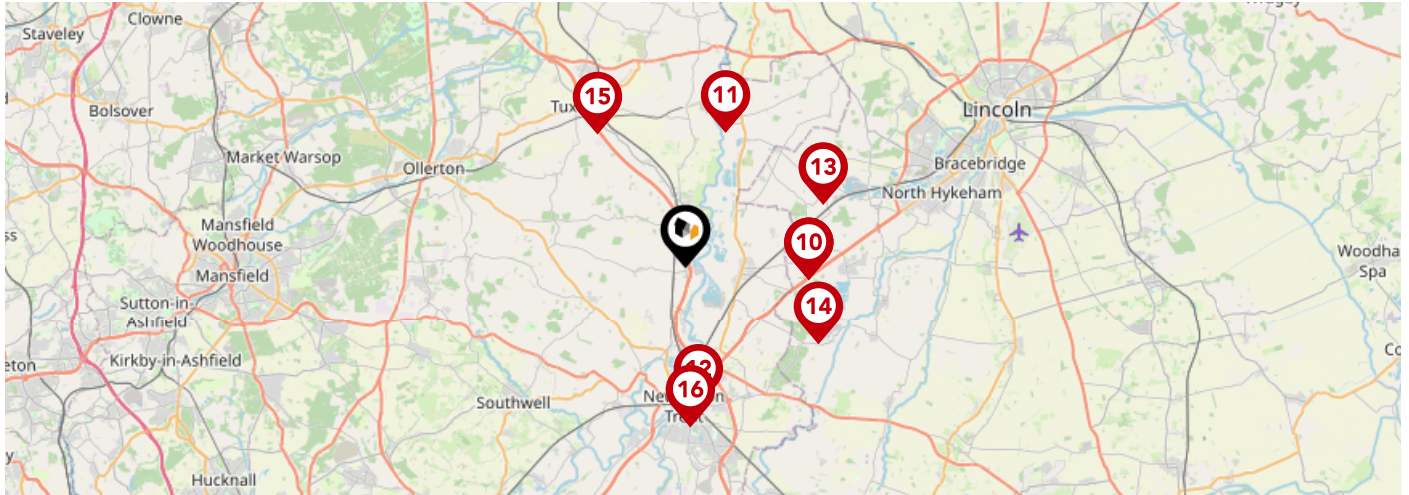 Clowne
Staveley
15
11
Lincoln
Bolsover
Market Warsop
Ollerton
13
Bracebridge
North Hykeham
Mansfield
Woodhouse
10
Mansfield
14
Sutton-in-
Ashfield
Kirkby-in-Ashfield
12
16
Southwell
Hucknall
Spa